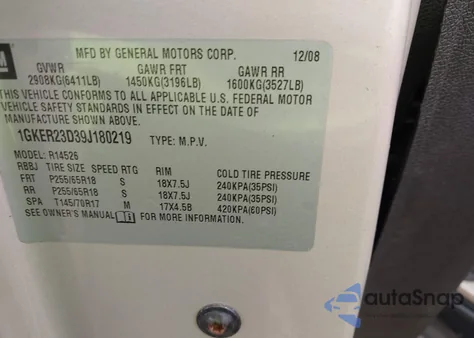 GM
MFD BY GENERAL MOTORS CORP. 12/08
GVWR GAWR FRT GAWR RR
2908KG(6411LB) 1450KG(3196LB) 1600KG(3527LB)
THIS VEHICLE CONFORMS TO ALL APPLICABLE U.S. FEDERAL MOTOR
VEHICLE SAFETY STANDARDS IN EFFECT ON THE DATE OF
MANUFACTURE SHOWN ABOVE.
1GKER23D39J180219 TYPE: M.P.V.
MODEL: R14526
RBBJ TIRE SIZE SPEED RTG RIM COLD TIRE PRESSURE
FRT P255/65R18 S 18X7.5J 240KPA(35PSI)
RR P255/65R18 S 18X7.5J 240KPA(35PSI)
SPA T145/70R17 M 17X4.5B 420KPA(60PSI)
SEE OWNER'S MANUAL FOR MORE INFORMATION.
autaSnap